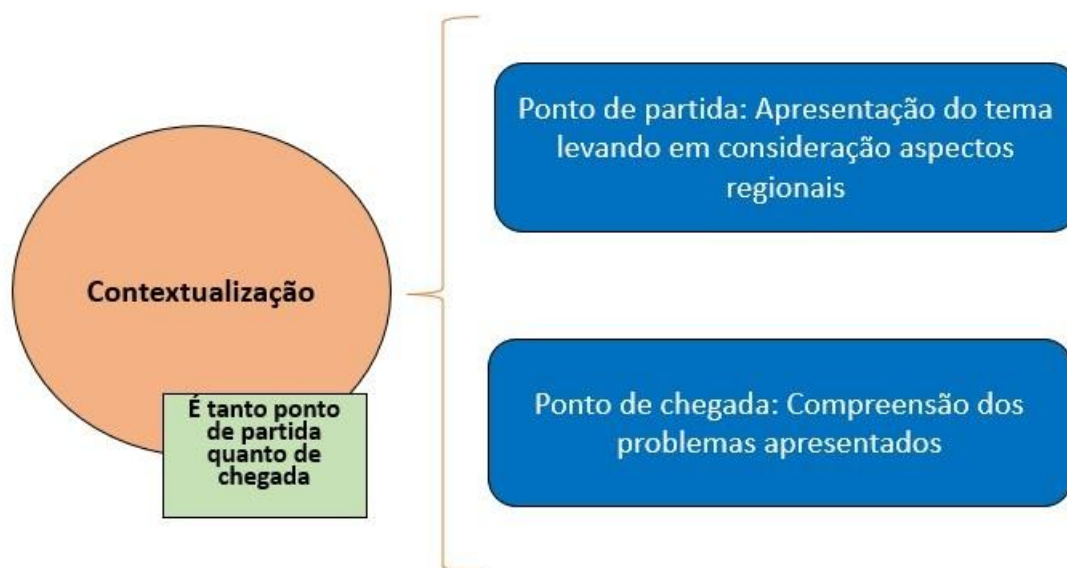 Contextualização
É tanto ponto
de partida
quanto de
chegada
Ponto de partida: Apresentação do tema
levando em consideração aspectos
regionais
Ponto de chegada: Compreensão dos
problemas apresentados